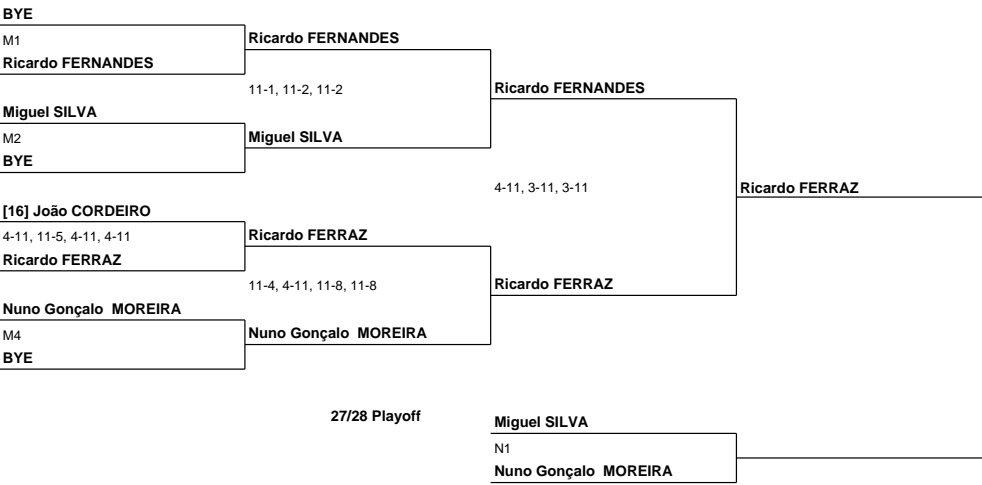 BYE
M1
Ricardo FERNANDES
Ricardo FERNANDES
11-1, 11-2, 11-2
Ricardo FERNANDES
Miguel SILVA
M2
Miguel SILVA
BYE
4-11, 3-11, 3-11
Ricardo FERRAZ
[16] João CORDEIRO
4-11, 11-5, 4-11, 4-11
Ricardo FERRAZ
Ricardo FERRAZ
11-4, 4-11, 11-8, 11-8
Ricardo FERRAZ
Nuno Gonçalo MOREIRA
M4
Nuno Gonçalo MOREIRA
BYE
27/28 Playoff
Miguel SILVA
N1
Nuno Gonçalo MOREIRA